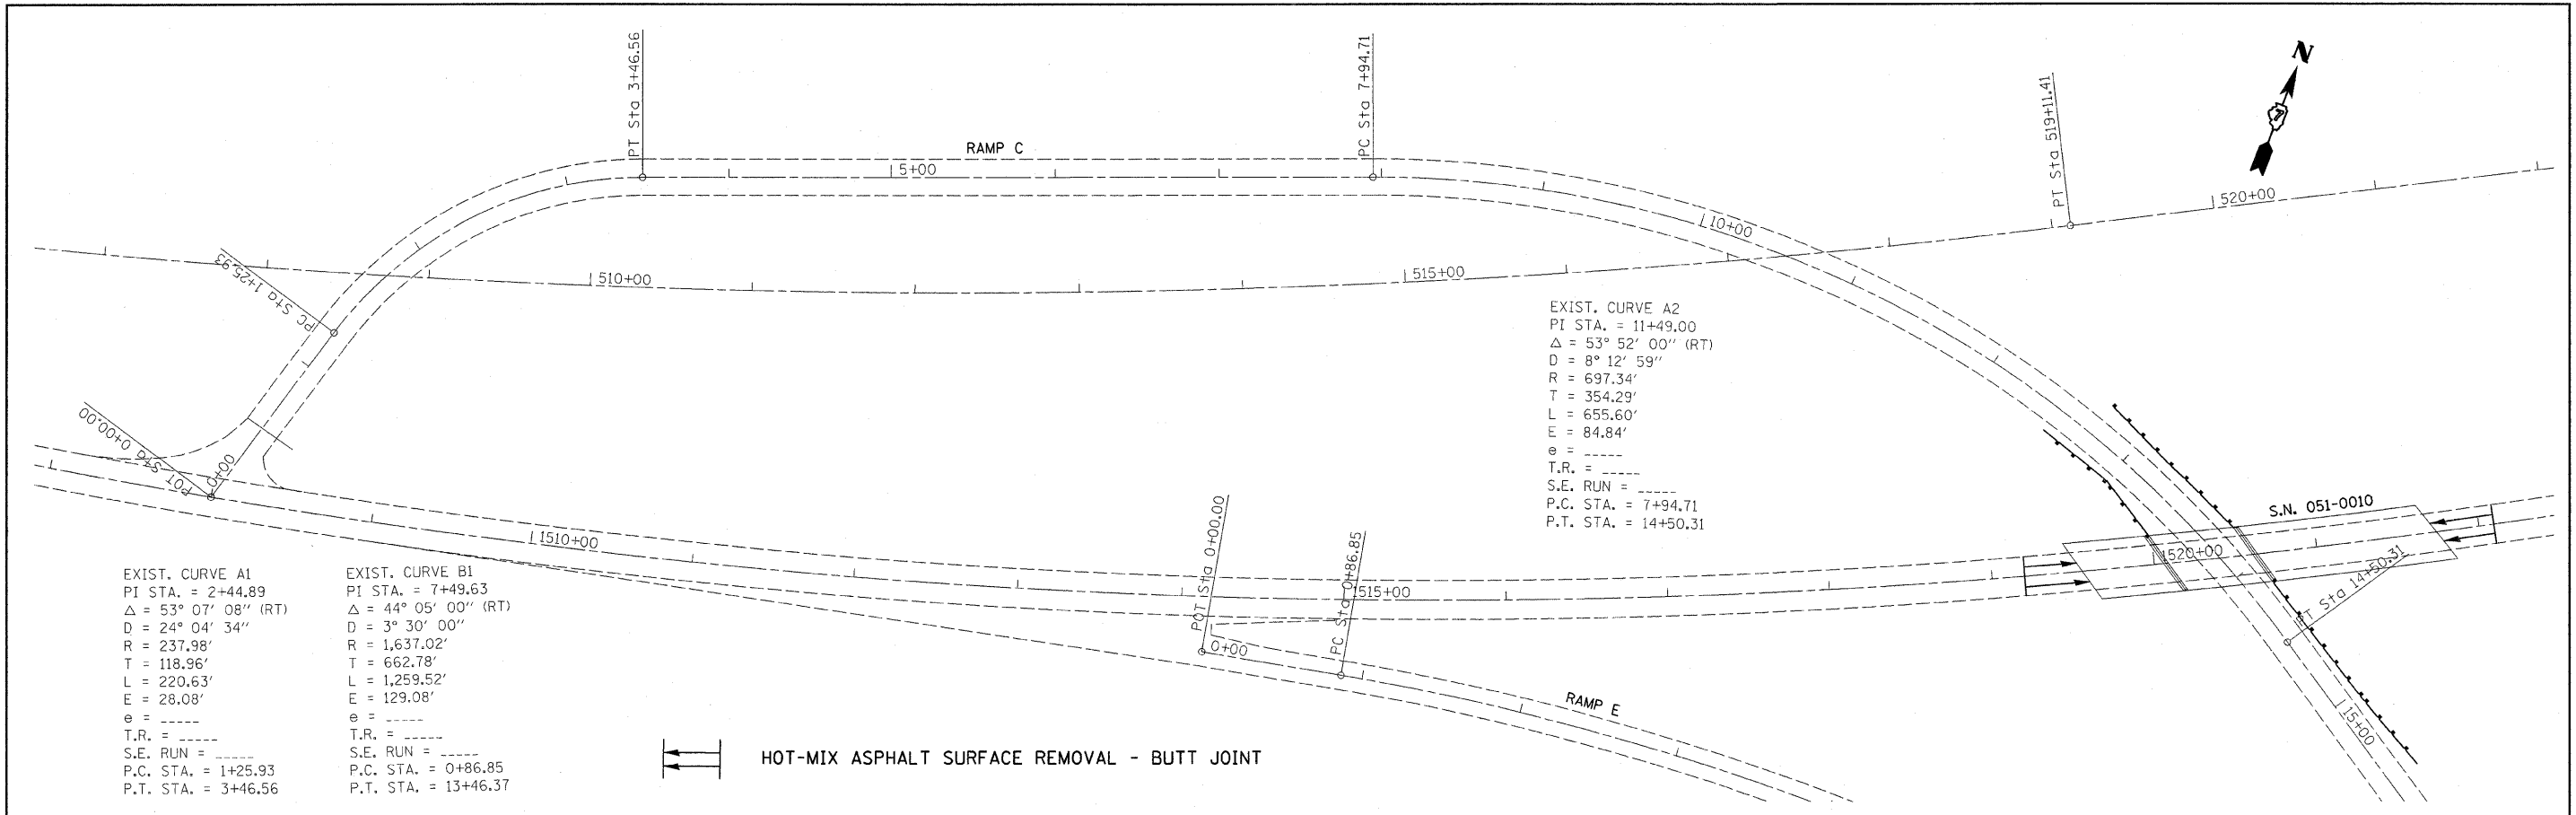 PT Sta 3+46.56
PC Sta 7+94.71
PT Sta 519+11.41
N
7
RAMP C
5+00
10+00
520+00
PC Sta 1+25.93
510+00
515+00
EXIST. CURVE A2
PI STA. = 11+49.00
Δ = 53° 52' 00" (RT)
D = 8° 12' 59"
R = 697.34'
T = 354.29'
L = 655.60'
E = 84.84'
e = _____
T.R. = _____
S.E. RUN = _____
P.C. STA. = 7+94.71
P.T. STA. = 14+50.31
POT Sta 0+00.00
0+00
1510+00
POT Sta 0+00.00
PC Sta 0+86.85
1515+00
0+00
S.N. 051-0010
1520+00
PT Sta 14+50.31
15+00
RAMP E
EXIST. CURVE A1
PI STA. = 2+44.89
Δ = 53° 07' 08" (RT)
D = 24° 04' 34"
R = 237.98'
T = 118.96'
L = 220.63'
E = 28.08'
e = _____
T.R. = _____
S.E. RUN = _____
P.C. STA. = 1+25.93
P.T. STA. = 3+46.56
EXIST. CURVE B1
PI STA. = 7+49.63
Δ = 44° 05' 00" (RT)
D = 3° 30' 00"
R = 1,637.02'
T = 662.78'
L = 1,259.52'
E = 129.08'
e = _____
T.R. = _____
S.E. RUN = _____
P.C. STA. = 0+86.85
P.T. STA. = 13+46.37
HOT-MIX ASPHALT SURFACE REMOVAL - BUTT JOINT